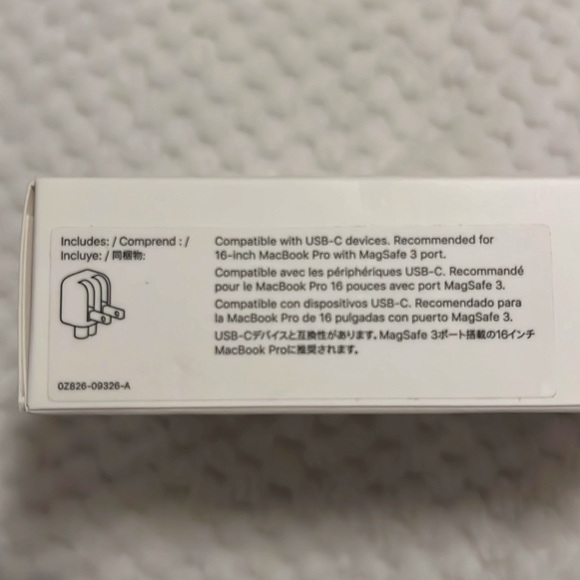 Includes: / Comprend : /
Incluye: / 同梱物:
Compatible with USB-C devices. Recommended for
16-inch MacBook Pro with MagSafe 3 port.
Compatible avec les périphériques USB-C. Recommandé
pour le MacBook Pro 16 pouces avec port MagSafe 3.
Compatible con dispositivos USB-C. Recomendado para
la MacBook Pro de 16 pulgadas con puerto MagSafe 3.
USB-Cデバイスと互換性があります。MagSafe 3ポート搭載の16インチ
MacBook Proに推奨されます。
0Z826-09326-A